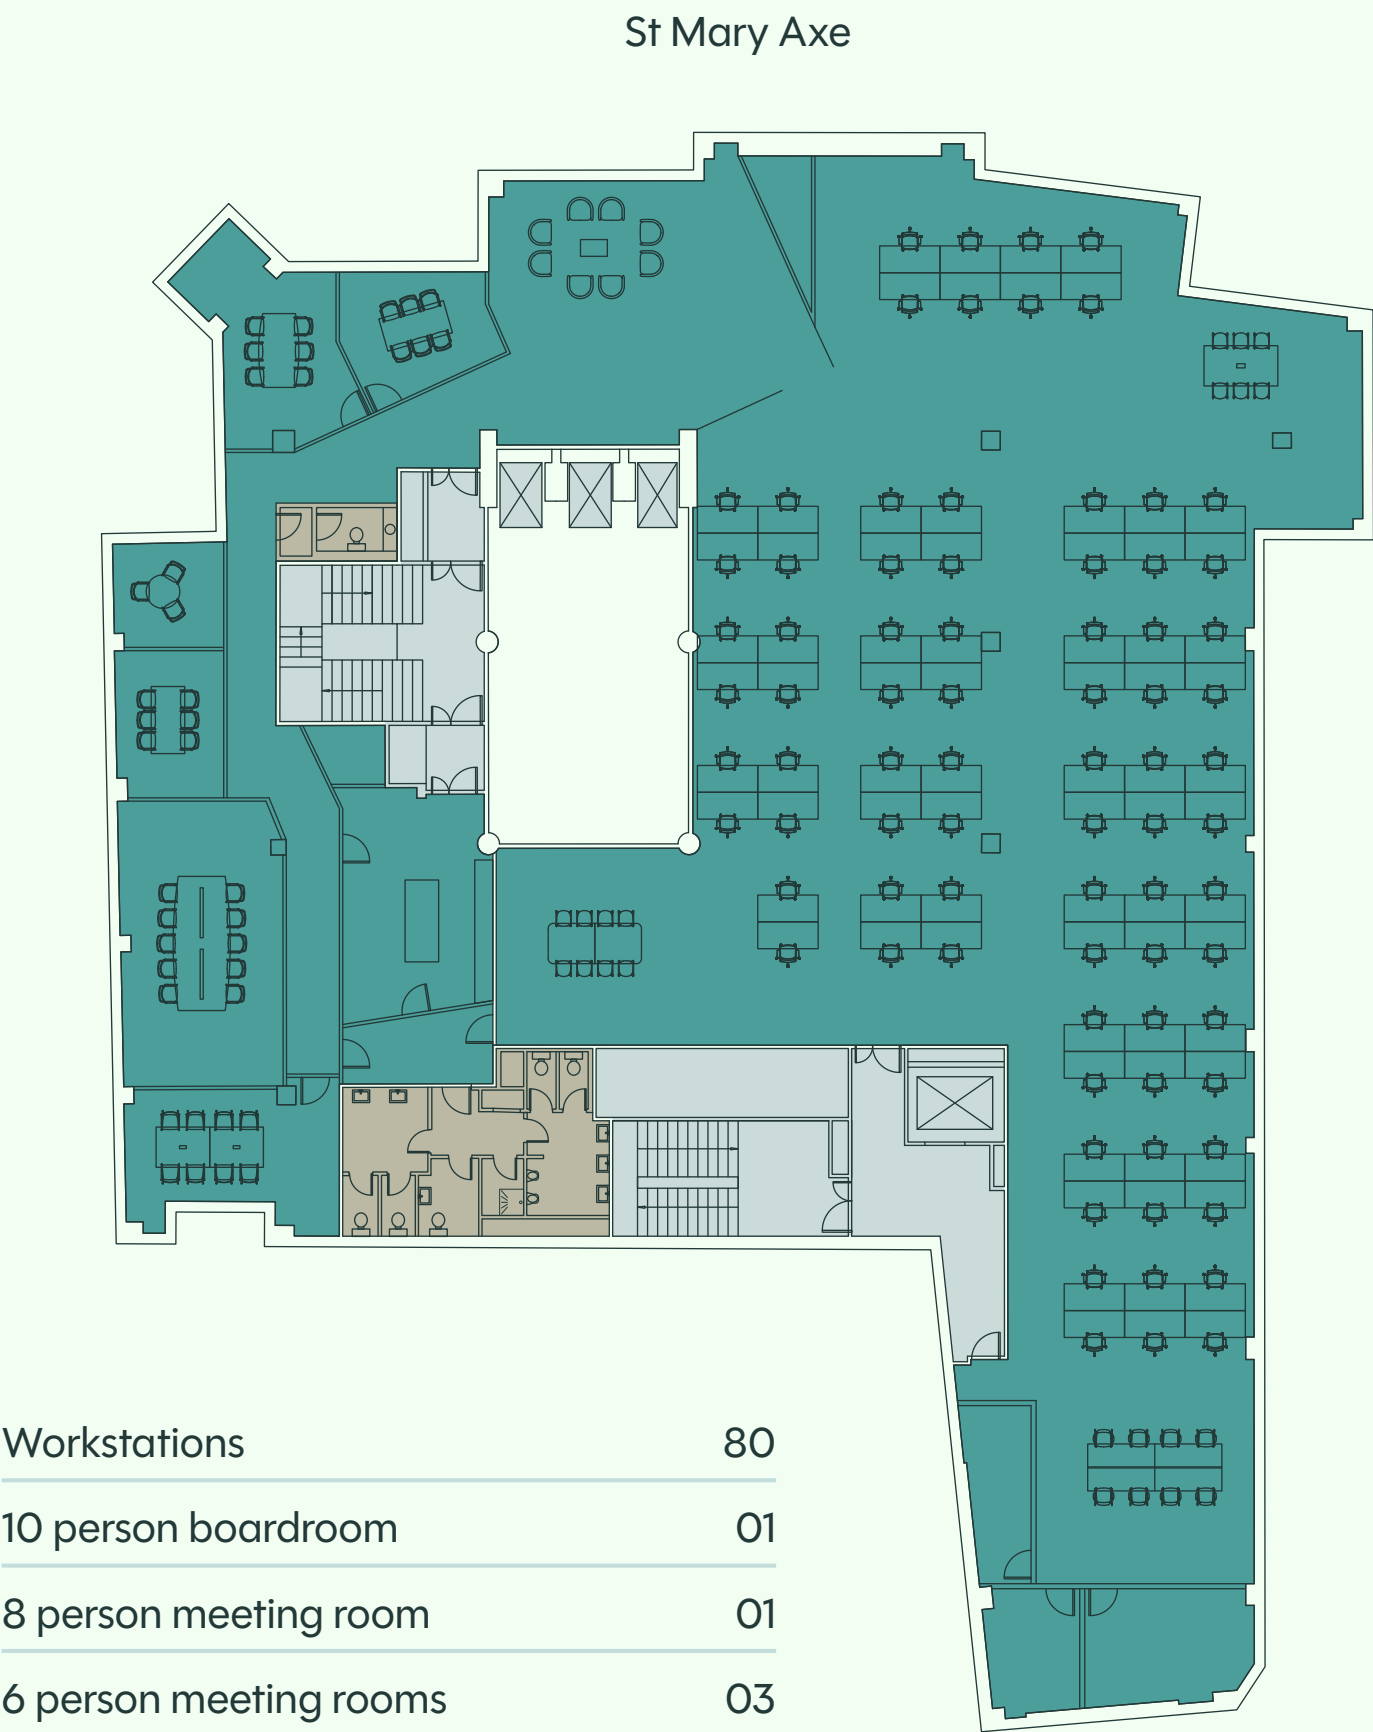 St Mary Axe
Workstations 80
10 person boardroom 01
8 person meeting room 01
6 person meeting rooms 03